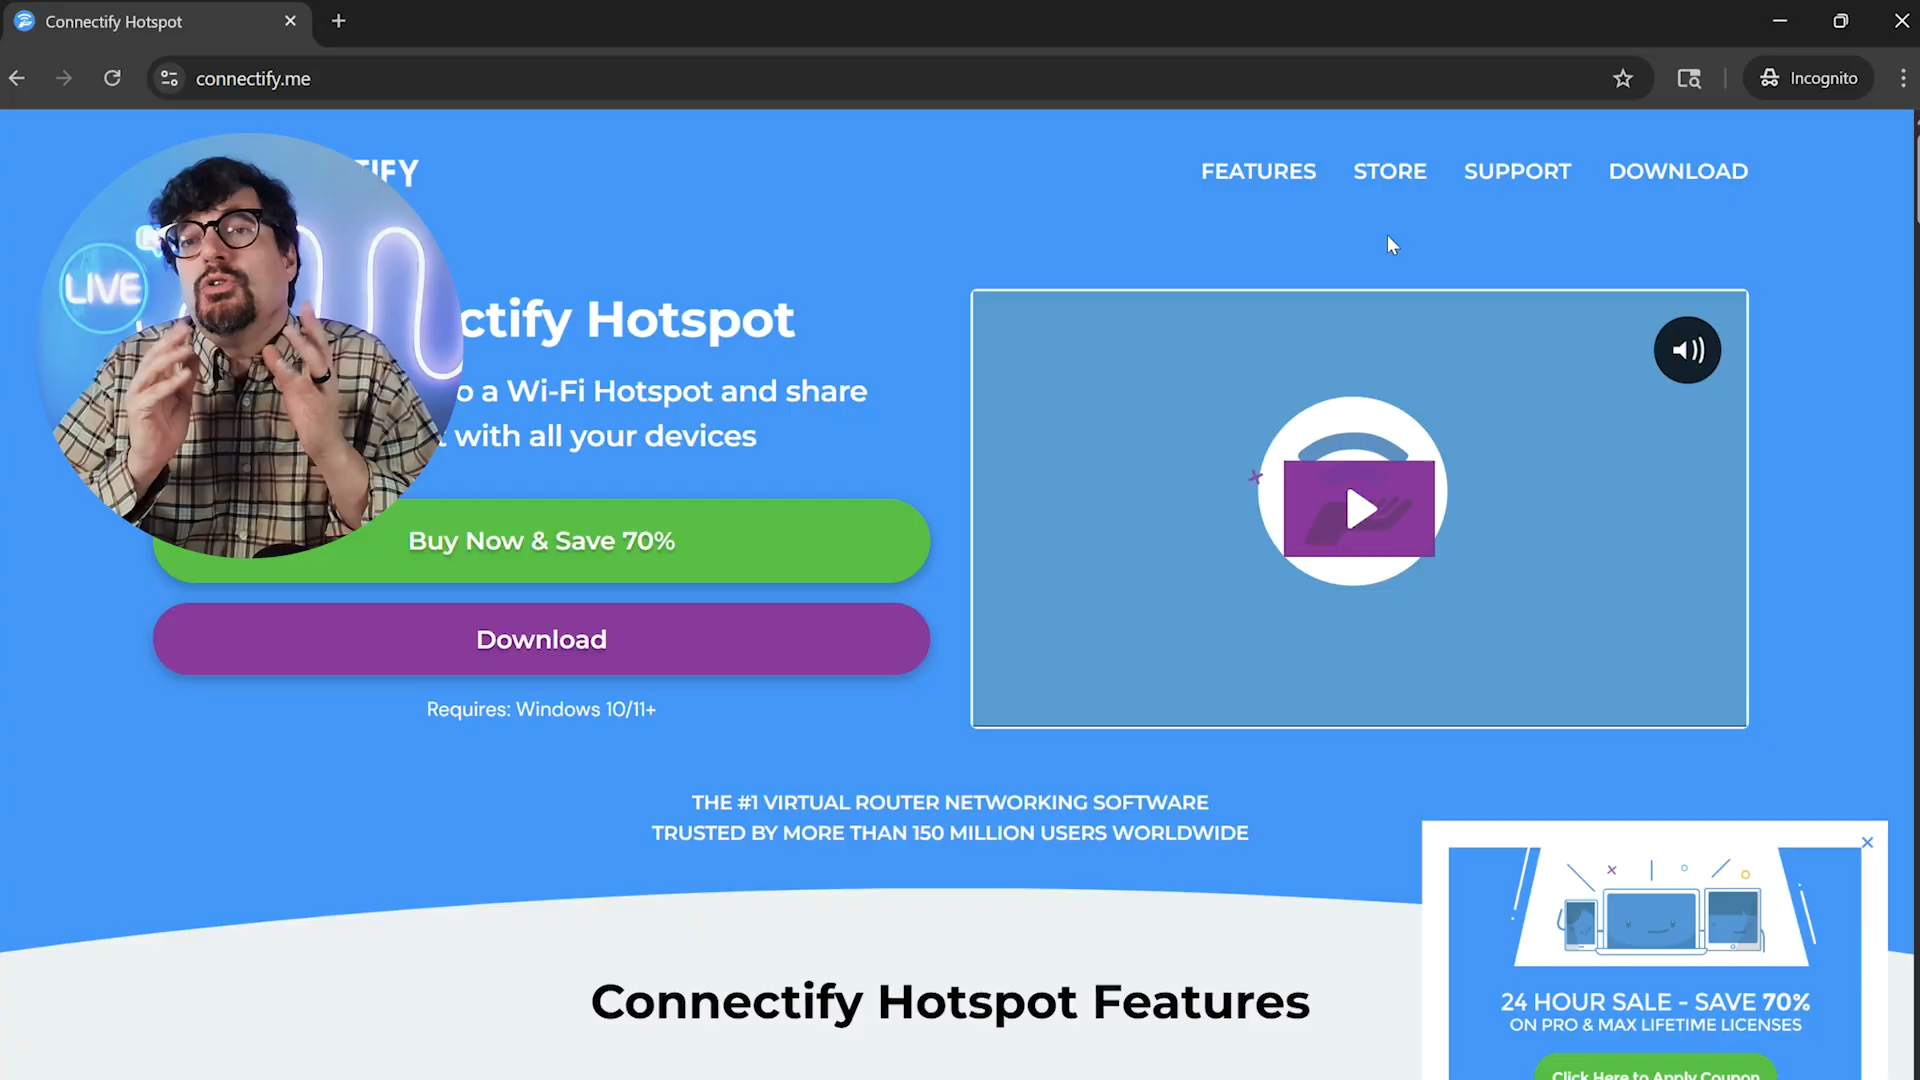 Connectify Hotspot
connectify.me
Incognito
TIFY
FEATURES
STORE
SUPPORT
DOWNLOAD
LIVE
ctify Hotspot
o a Wi-Fi Hotspot and share
with all your devices
Buy Now & Save 70%
Download
Requires: Windows 10/11+
THE #1 VIRTUAL ROUTER NETWORKING SOFTWARE
TRUSTED BY MORE THAN 150 MILLION USERS WORLDWIDE
Connectify Hotspot Features
24 HOUR SALE - SAVE 70%
ON PRO & MAX LIFETIME LICENSES
Click Here to Apply Coupon